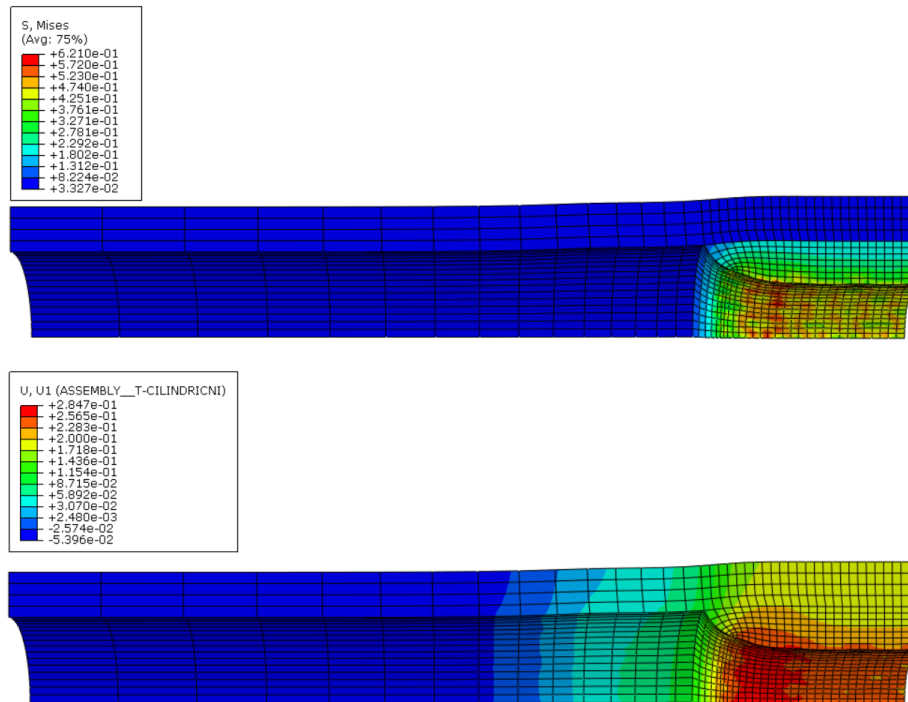 S, Mises
(Avg: 75%)
+6.210e-01
+5.720e-01
+5.230e-01
+4.740e-01
+4.251e-01
+3.761e-01
+3.271e-01
+2.781e-01
+2.292e-01
+1.802e-01
+1.312e-01
+8.224e-02
+3.327e-02
U, U1 (ASSEMBLY__T-CILINDRICNI)
+2.847e-01
+2.565e-01
+2.283e-01
+2.000e-01
+1.718e-01
+1.436e-01
+1.154e-01
+8.715e-02
+5.892e-02
+3.070e-02
+2.480e-03
-2.574e-02
-5.396e-02